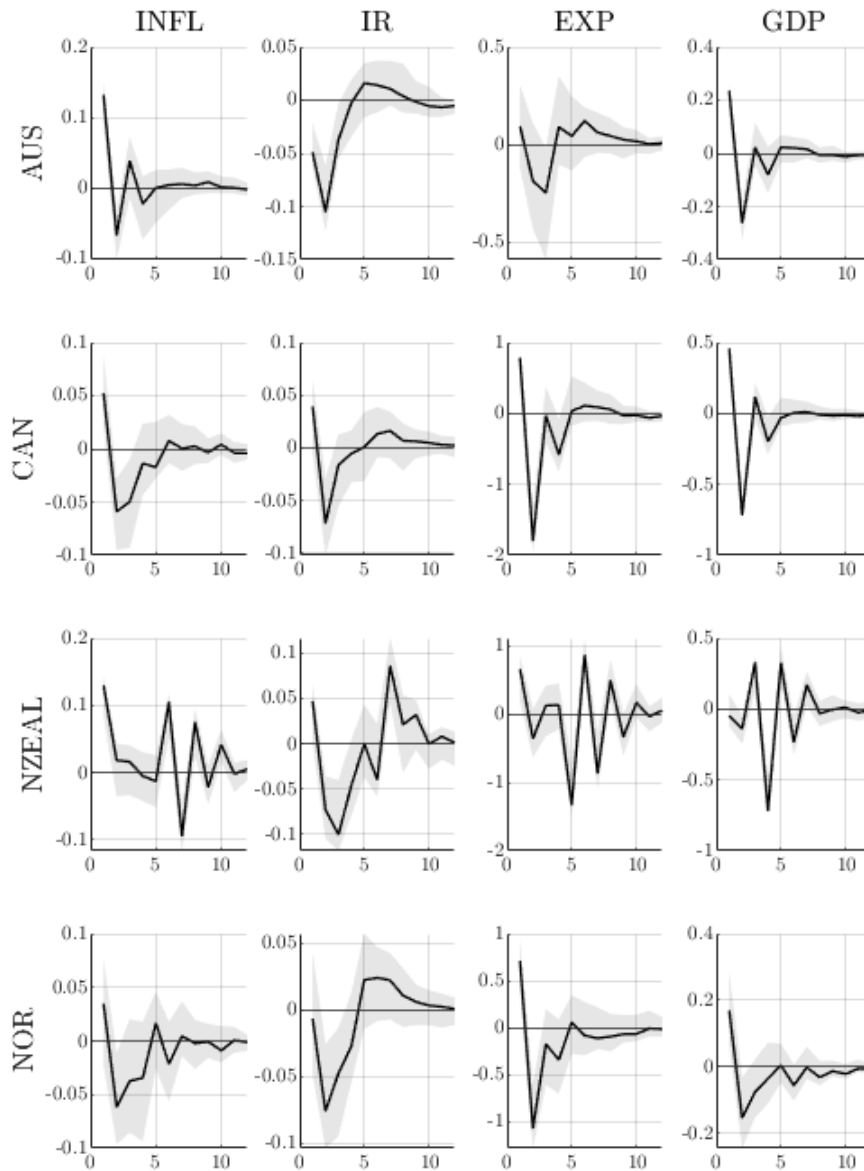 INFL IR EXP GDP
AUS
0.2 0.05 0.5 0.4
0.1 0 0 0.2
0 -0.05 -0.5 0
-0.1 -0.1 -0.2
-0.15 -0.4
0 5 10 0 5 10 0 5 10 0 5 10
CAN
0.1 0.1 1 0.5
0.05 0.05 0 0
0 0 -1 -0.5
-0.05 -0.05 -2 -1
-0.1 -0.1
0 5 10 0 5 10 0 5 10 0 5 10
NZEAL
0.2 0.1 1 0.5
0.1 0.05 0 0
0 0 -1 -0.5
-0.1 -0.05 -2 -1
-0.1
0 5 10 0 5 10 0 5 10 0 5 10
NOR
0.1 0.05 1 0.4
0.05 0 0.5 0.2
0 -0.05 0 0
-0.05 -0.1 -0.5 -0.2
-0.1 -1
0 5 10 0 5 10 0 5 10 0 5 10